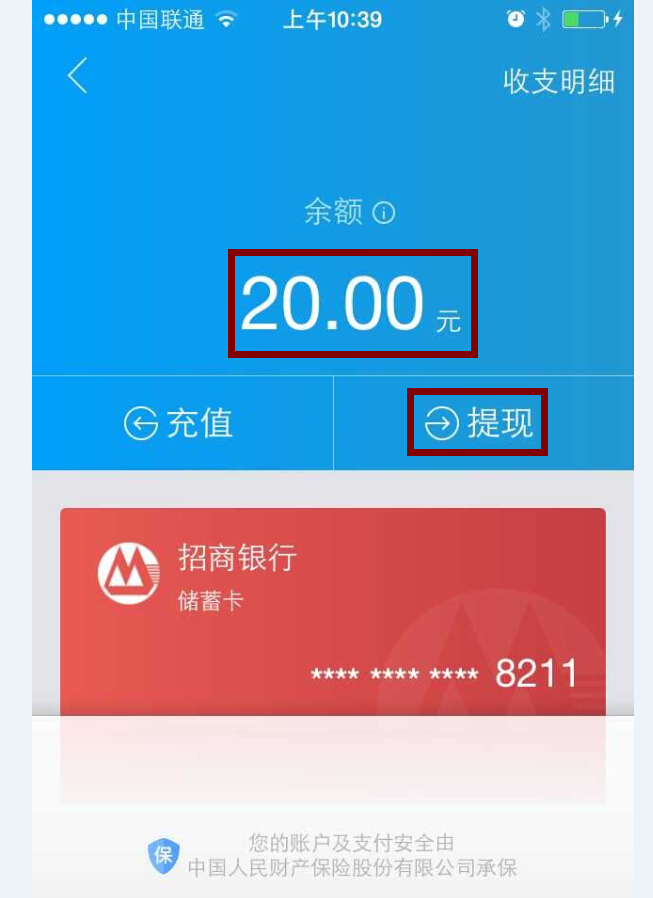 中国联通 上午10:39
收支明细
余额
20.00 元
充值 提现
招商银行
储蓄卡
**** **** **** 8211
您的账户及支付安全由
保 中国人民财产保险股份有限公司承保